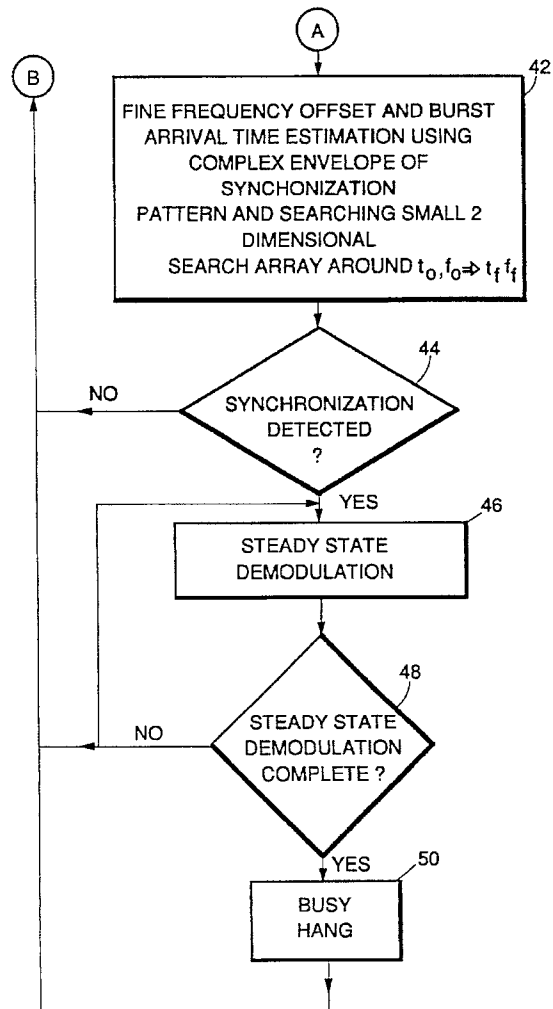 A
B
42
FINE FREQUENCY OFFSET AND BURST
ARRIVAL TIME ESTIMATION USING
COMPLEX ENVELOPE OF
SYNCHONIZATION
PATTERN AND SEARCHING SMALL 2
DIMENSIONAL
SEARCH ARRAY AROUND t₀, f₀ ⇒ t_f f_f
44
NO
SYNCHRONIZATION
DETECTED
?
YES
46
STEADY STATE
DEMODULATION
48
NO
STEADY STATE
DEMODULATION
COMPLETE ?
YES
50
BUSY
HANG